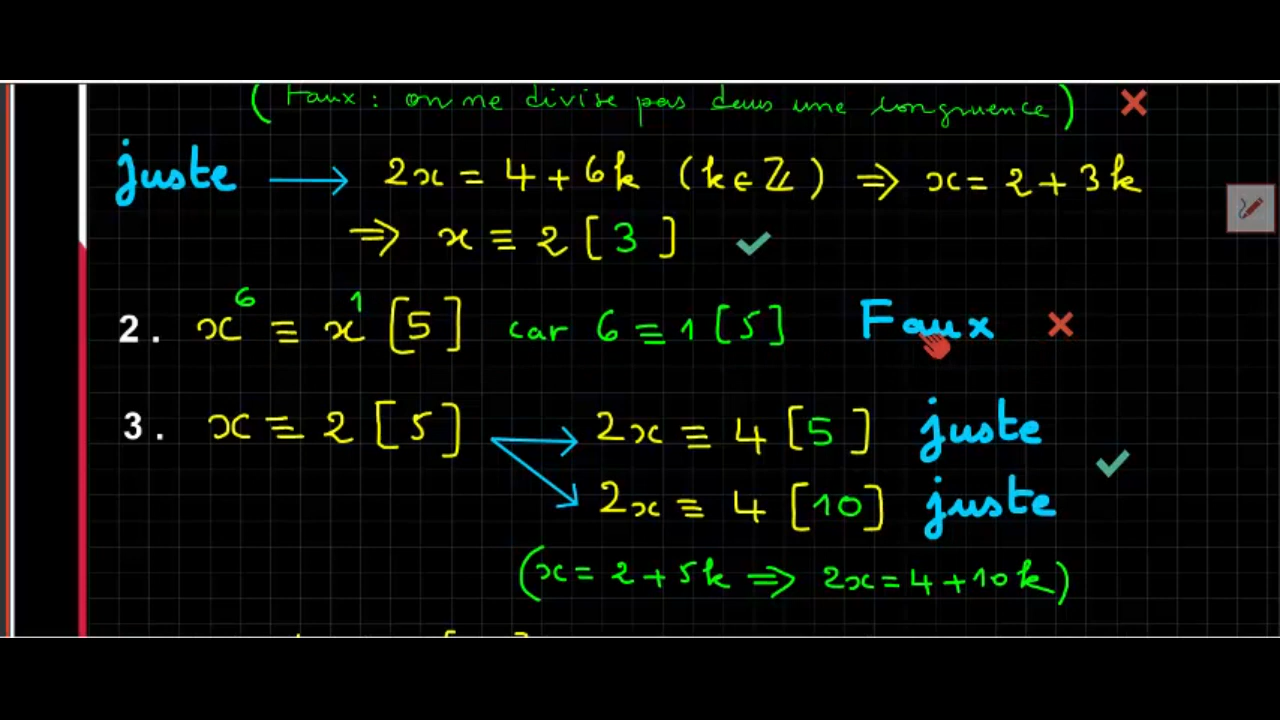 (Faux : on ne divise pas dans une congruence) ×
juste → 2x = 4 + 6k (k ∈ ℤ) ⇒ x = 2 + 3k
⇒ x ≡ 2 [3] ✓
2. x⁶ ≡ x¹ [5] car 6 ≡ 1 [5] Faux ×
3. x ≡ 2 [5] → 2x ≡ 4 [5] juste
→ 2x ≡ 4 [10] juste ✓
(x = 2 + 5k ⇒ 2x = 4 + 10k)